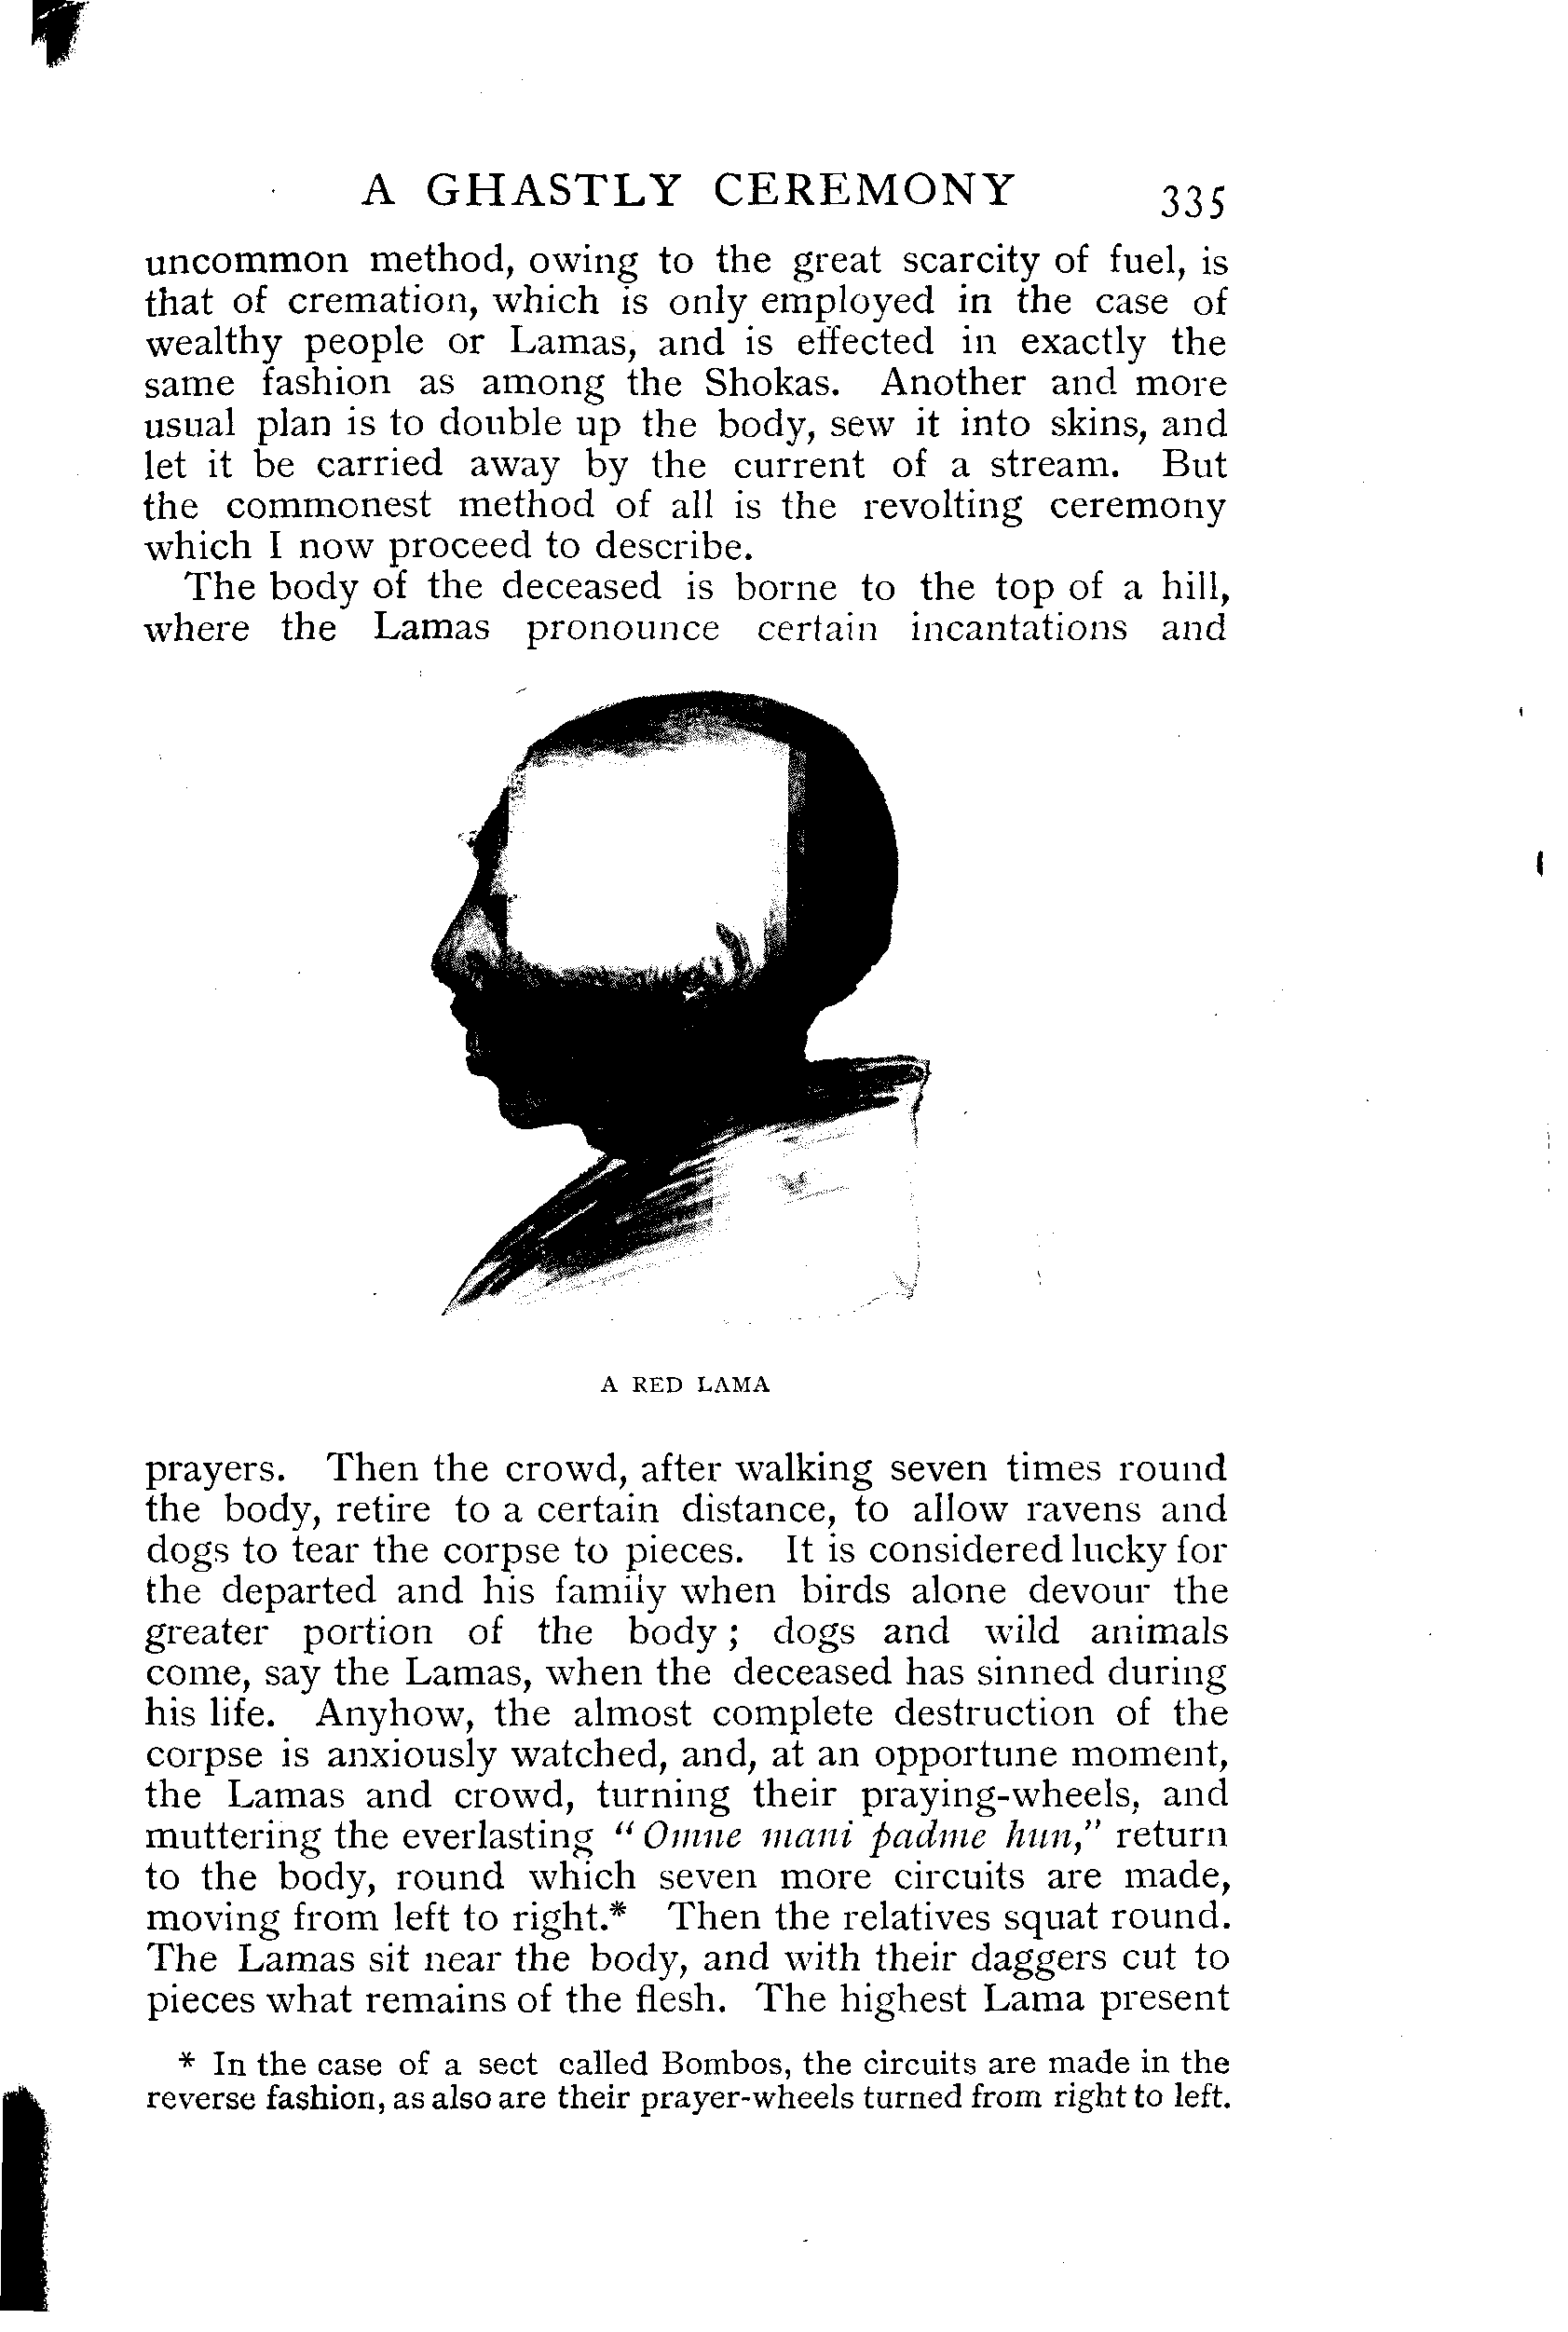 A GHASTLY CEREMONY 335
uncommon method, owing to the great scarcity of fuel, is
that of cremation, which is only employed in the case of
wealthy people or Lamas, and is effected in exactly the
same fashion as among the Shokas. Another and more
usual plan is to double up the body, sew it into skins, and
let it be carried away by the current of a stream. But
the commonest method of all is the revolting ceremony
which I now proceed to describe.
The body of the deceased is borne to the top of a hill,
where the Lamas pronounce certain incantations and
A RED LAMA
prayers. Then the crowd, after walking seven times round
the body, retire to a certain distance, to allow ravens and
dogs to tear the corpse to pieces. It is considered lucky for
the departed and his family when birds alone devour the
greater portion of the body; dogs and wild animals
come, say the Lamas, when the deceased has sinned during
his life. Anyhow, the almost complete destruction of the
corpse is anxiously watched, and, at an opportune moment,
the Lamas and crowd, turning their praying-wheels, and
muttering the everlasting "Omne mani padme hun," return
to the body, round which seven more circuits are made,
moving from left to right.* Then the relatives squat round.
The Lamas sit near the body, and with their daggers cut to
pieces what remains of the flesh. The highest Lama present
* In the case of a sect called Bombos, the circuits are made in the
reverse fashion, as also are their prayer-wheels turned from right to left.